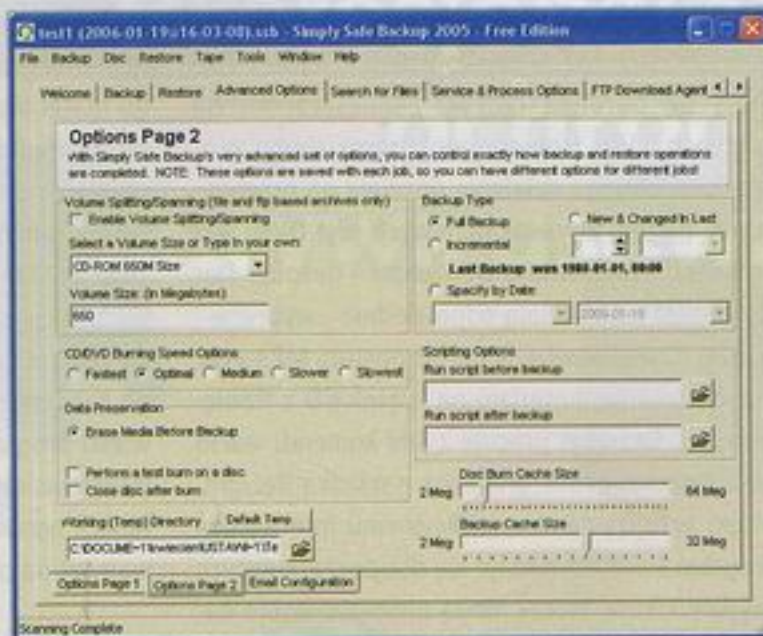 test1 (2006-01-19@16-03-08).ssb - Simply Safe Backup 2005 - Free Edition
File Backup Disc Restore Tape Tools Window Help
Welcome Backup Restore Advanced Options Search for Files Service & Process Options FTP Download Agent
Options Page 2
With Simply Safe Backup's very advanced set of options, you can control exactly how backup and restore operations
are completed. NOTE: These options are saved with each job, so you can have different options for different jobs!
Volume Splitting/Spanning (file and ftp based archives only)
Enable Volume Splitting/Spanning
Select a Volume Size or Type in your own:
CD-ROM 650M Size
Volume Size: (in Megabytes)
650
Backup Type
Full Backup New & Changed in Last
Incremental
Last Backup was 1980-01-01, 00:00
Specify by Date:
2006-01-19
CD/DVD Burning Speed Options
Fastest Optimal Medium Slower Slowest
Data Preservation
Erase Media Before Backup
Perform a test burn on a disc
Close disc after burn
Working (Temp) Directory Default Temp
C:\DOCUME~1\
Scripting Options
Run script before backup
Run script after backup
Disc Burn Cache Size
2 Meg 64 Meg
Backup Cache Size
2 Meg 32 Meg
Options Page 1 Options Page 2 Email Configuration
Scanning Complete